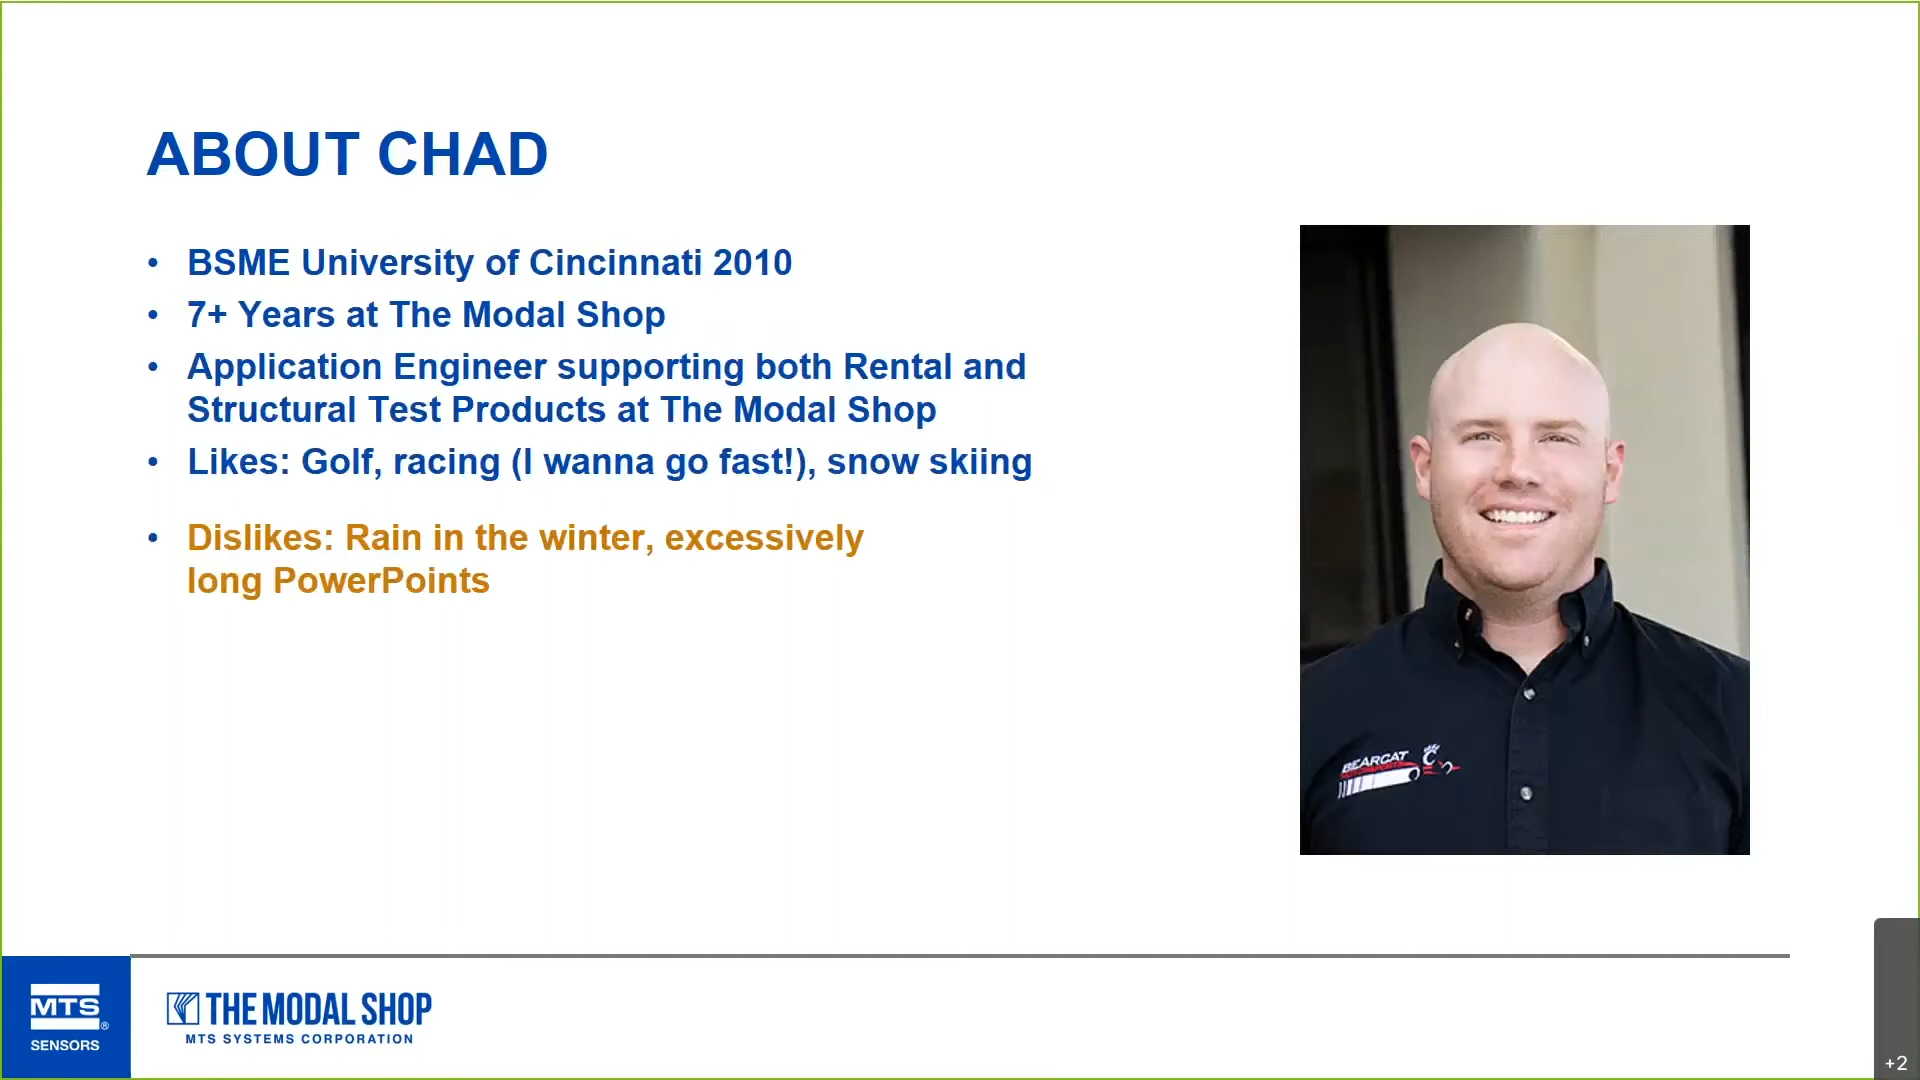 ABOUT CHAD
• BSME University of Cincinnati 2010
• 7+ Years at The Modal Shop
• Application Engineer supporting both Rental and
Structural Test Products at The Modal Shop
• Likes: Golf, racing (I wanna go fast!), snow skiing
• Dislikes: Rain in the winter, excessively
long PowerPoints
BEARCAT
MTS®
SENSORS
THE MODAL SHOP
MTS SYSTEMS CORPORATION
+2